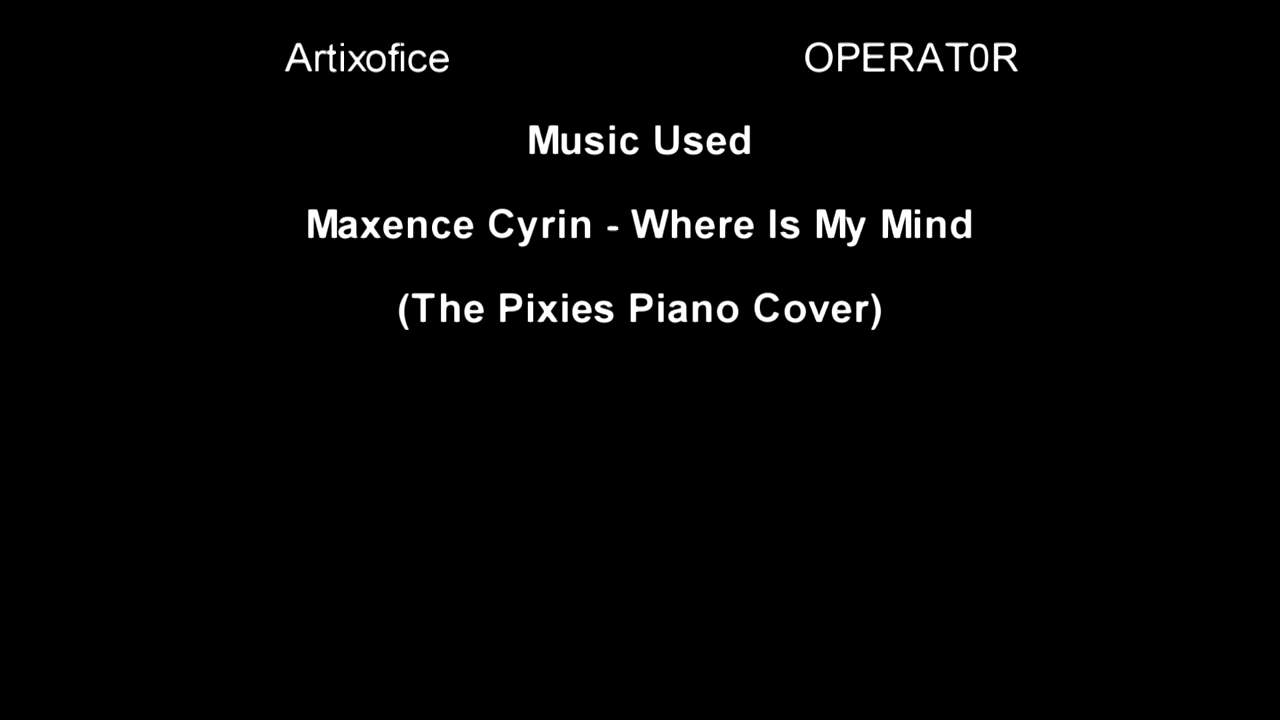 Artixofice OPERAT0R
Music Used
Maxence Cyrin - Where Is My Mind
(The Pixies Piano Cover)